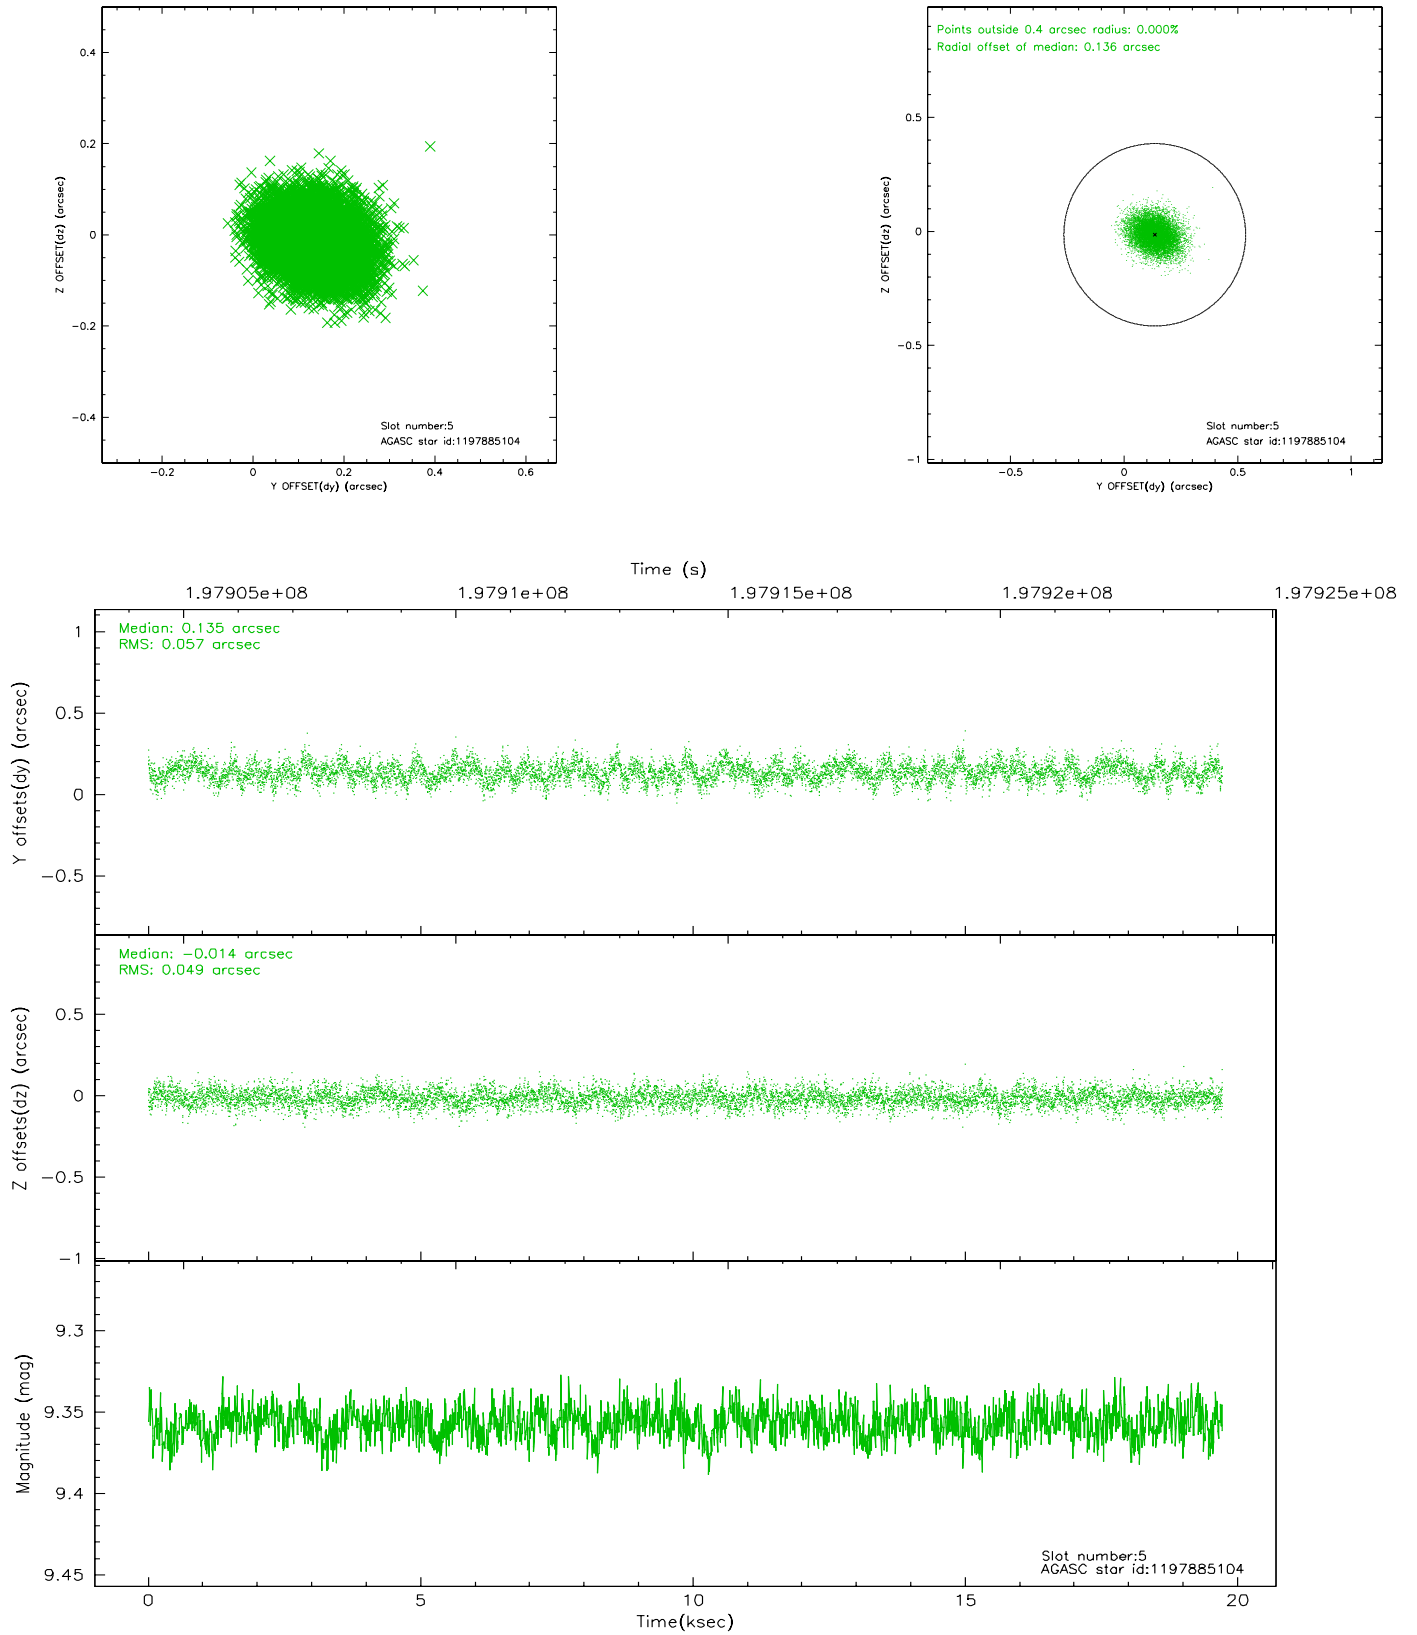 0.4
0.2
0
−0.2
−0.4
Z OFFSET(dz) (arcsec)
Slot number:5
AGASC star id:1197885104
−0.2 0 0.2 0.4 0.6
Y OFFSET(dy) (arcsec)
Points outside 0.4 arcsec radius: 0.000%
Radial offset of median: 0.136 arcsec
0.5
0
−0.5
−1
Z OFFSET(dz) (arcsec)
Slot number:5
AGASC star id:1197885104
−0.5 0 0.5 1
Y OFFSET(dy) (arcsec)
Time (s)
1.97905e+08 1.9791e+08 1.97915e+08 1.9792e+08 1.97925e+08
Median: 0.135 arcsec
RMS: 0.057 arcsec
1
0.5
0
−0.5
Y offsets(dy) (arcsec)
Median: −0.014 arcsec
RMS: 0.049 arcsec
0.5
0
−0.5
−1
Z offsets(dz) (arcsec)
9.3
9.35
9.4
9.45
Magnitude (mag)
Slot number:5
AGASC star id:1197885104
0 5 10 15 20
Time(ksec)